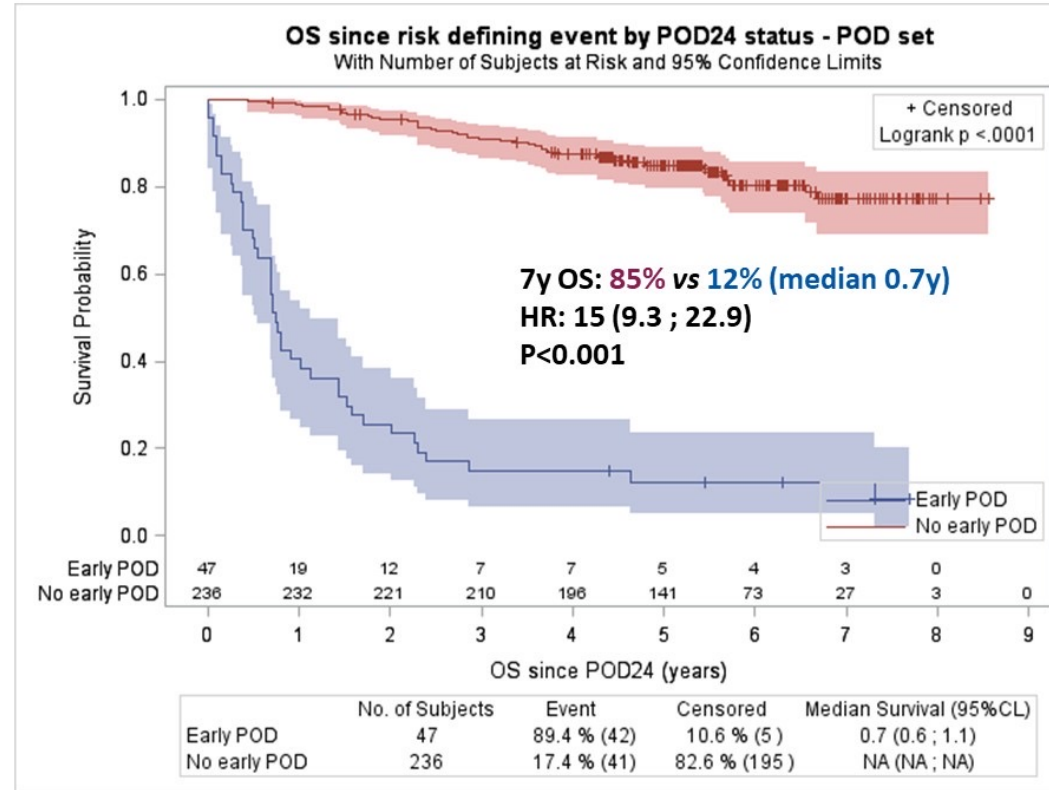 OS since risk defining event by POD24 status - POD set
With Number of Subjects at Risk and 95% Confidence Limits
+ Censored
Logrank p <.0001
Survival Probability
1.0
0.8
0.6
0.4
0.2
0.0
7y OS: 85% vs 12% (median 0.7y)
HR: 15 (9.3 ; 22.9)
P<0.001
Early POD
No early POD
Early POD 47 19 12 7 7 5 4 3 0
No early POD 236 232 221 210 196 141 73 27 3 0
0 1 2 3 4 5 6 7 8 9
OS since POD24 (years)
No. of Subjects Event Censored Median Survival (95%CL)
Early POD 47 89.4 % (42) 10.6 % (5 ) 0.7 (0.6 ; 1.1)
No early POD 236 17.4 % (41) 82.6 % (195 ) NA (NA ; NA)